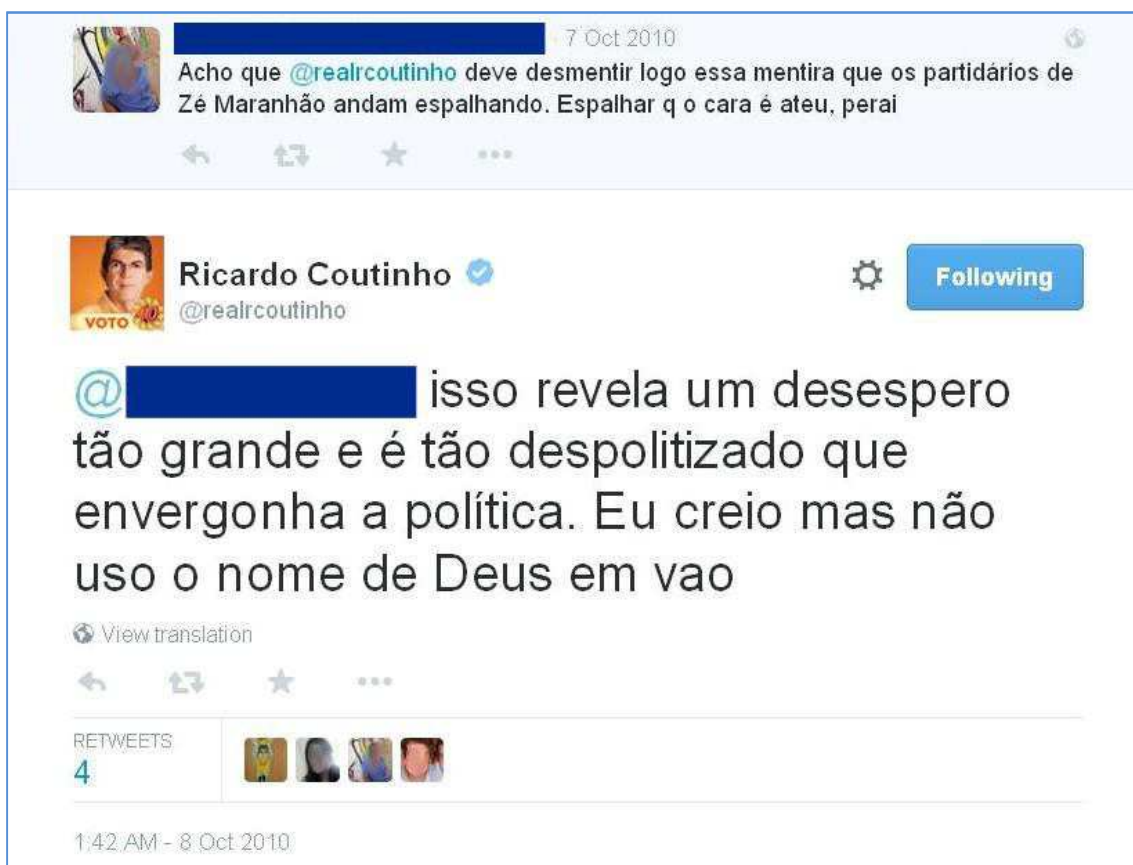 7 Oct 2010
Acho que @realrcoutinho deve desmentir logo essa mentira que os partidários de
Zé Maranhão andam espalhando. Espalhar q o cara é ateu, perai
Ricardo Coutinho
@realrcoutinho
Following
VOTO 40
@ isso revela um desespero
tão grande e é tão despolitizado que
envergonha a política. Eu creio mas não
uso o nome de Deus em vao
View translation
RETWEETS
4
1:42 AM - 8 Oct 2010